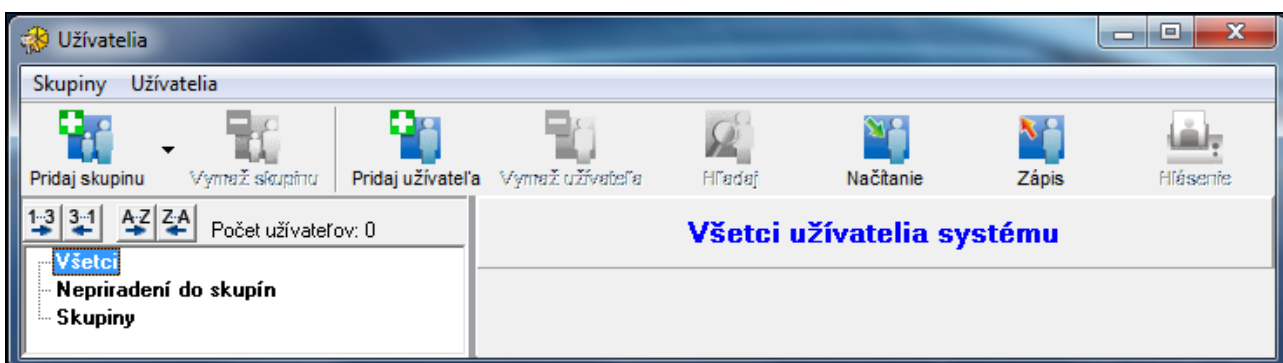 Užívatelia
Skupiny Užívatelia
Pridaj skupinu Vymaž skupinu Pridaj užívateľa Vymaž užívateľa Hľadaj Načítanie Zápis Hlásenie
1··3 3··1 A·Z Z·A Počet užívateľov: 0
Všetci užívatelia systému
Všetci
Nepriradení do skupín
Skupiny